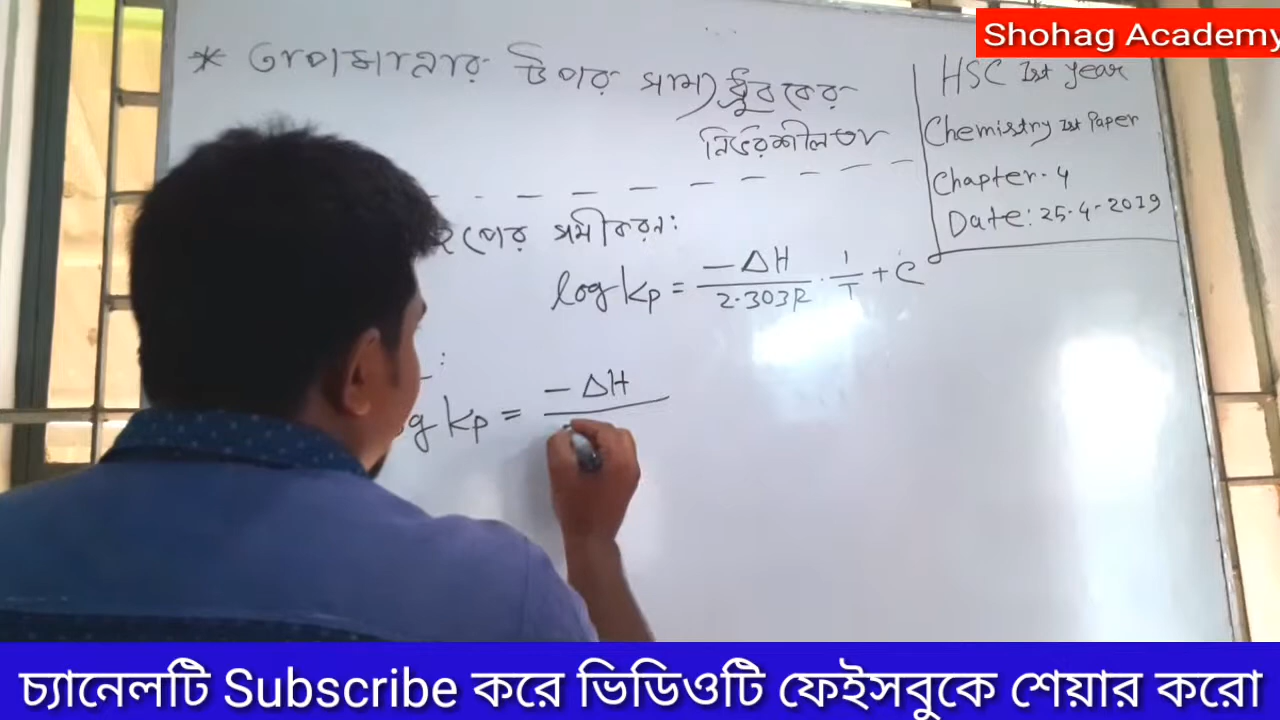 Shohag Academy
* তাপমাত্রার উপর সাম্যধ্রুবকের
নির্ভরশীলতা
HSC 1st year
Chemistry 1st Paper
Chapter-4
Date: 25-4-2019
সমীকরণ:
log Kp = -ΔH / 2.303R · 1/T + C
Kp = -ΔH
চ্যানেলটি Subscribe করে ভিডিওটি ফেইসবুকে শেয়ার করো